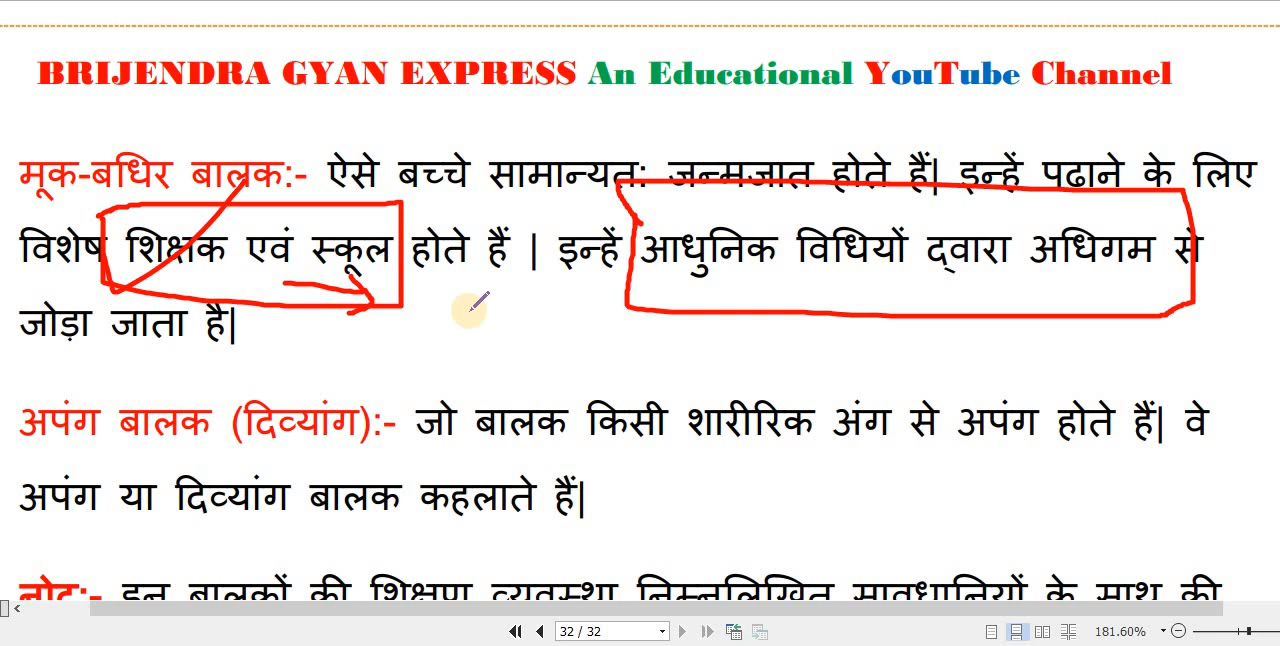 BRIJENDRA GYAN EXPRESS An Educational YouTube Channel
मूक-बधिर बालक:- ऐसे बच्चे सामान्यत: जन्मजात होते हैं| इन्हें पढाने के लिए
विशेष शिक्षक एवं स्कूल होते हैं | इन्हें आधुनिक विधियों द्वारा अधिगम से
जोड़ा जाता है|
अपंग बालक (दिव्यांग):- जो बालक किसी शारीरिक अंग से अपंग होते हैं| वे
अपंग या दिव्यांग बालक कहलाते हैं|
नोट:- इन बालकों की शिक्षण व्यवस्था निम्नलिखित सावधानियों के साथ की
32 / 32
181.60%